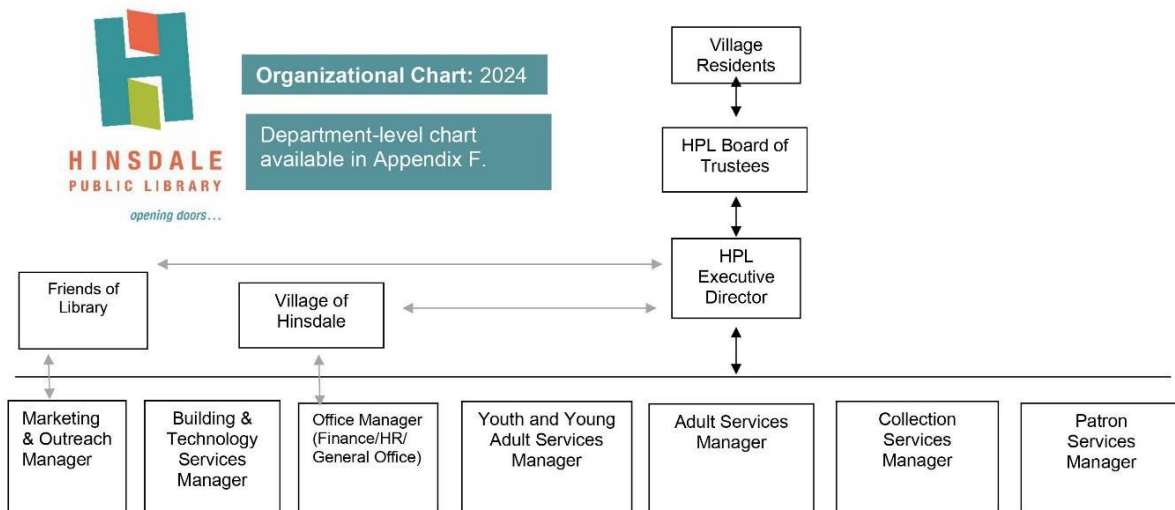 HINSDALE
PUBLIC LIBRARY
opening doors...
Organizational Chart: 2024
Department-level chart
available in Appendix F.
Village
Residents
HPL Board of
Trustees
HPL
Executive
Director
Friends of
Library
Village of
Hinsdale
Marketing
& Outreach
Manager
Building &
Technology
Services
Manager
Office Manager
(Finance/HR/
General Office)
Youth and Young
Adult Services
Manager
Adult Services
Manager
Collection
Services
Manager
Patron
Services
Manager